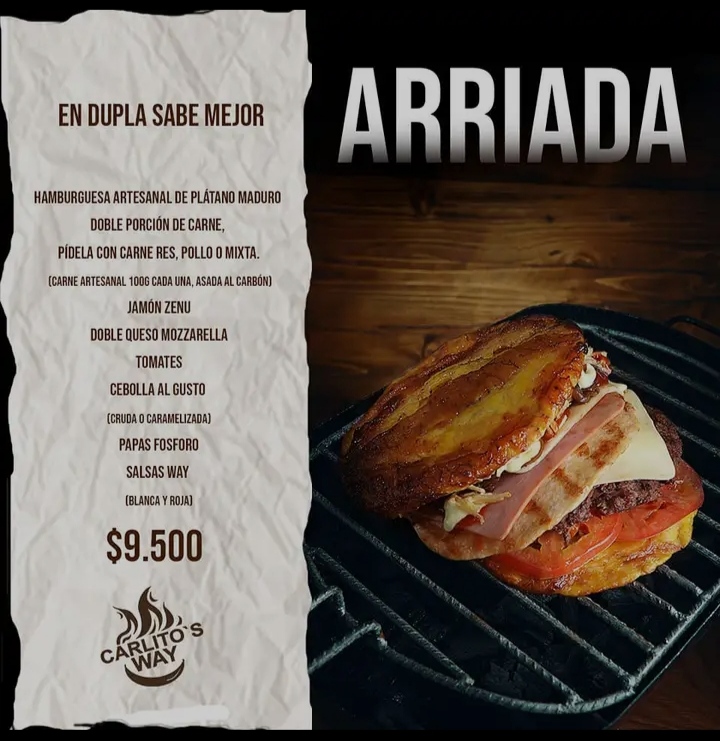 EN DUPLA SABE MEJOR
HAMBURGUESA ARTESANAL DE PLÁTANO MADURO
DOBLE PORCIÓN DE CARNE,
PÍDELA CON CARNE RES, POLLO O MIXTA.
(CARNE ARTESANAL 100G CADA UNA, ASADA AL CARBÓN)
JAMÓN ZENU
DOBLE QUESO MOZZARELLA
TOMATES
CEBOLLA AL GUSTO
(CRUDA O CARAMELIZADA)
PAPAS FOSFORO
SALSAS WAY
(BLANCA Y ROJA)
$9.500
CARLITO`S
WAY
ARRIADA